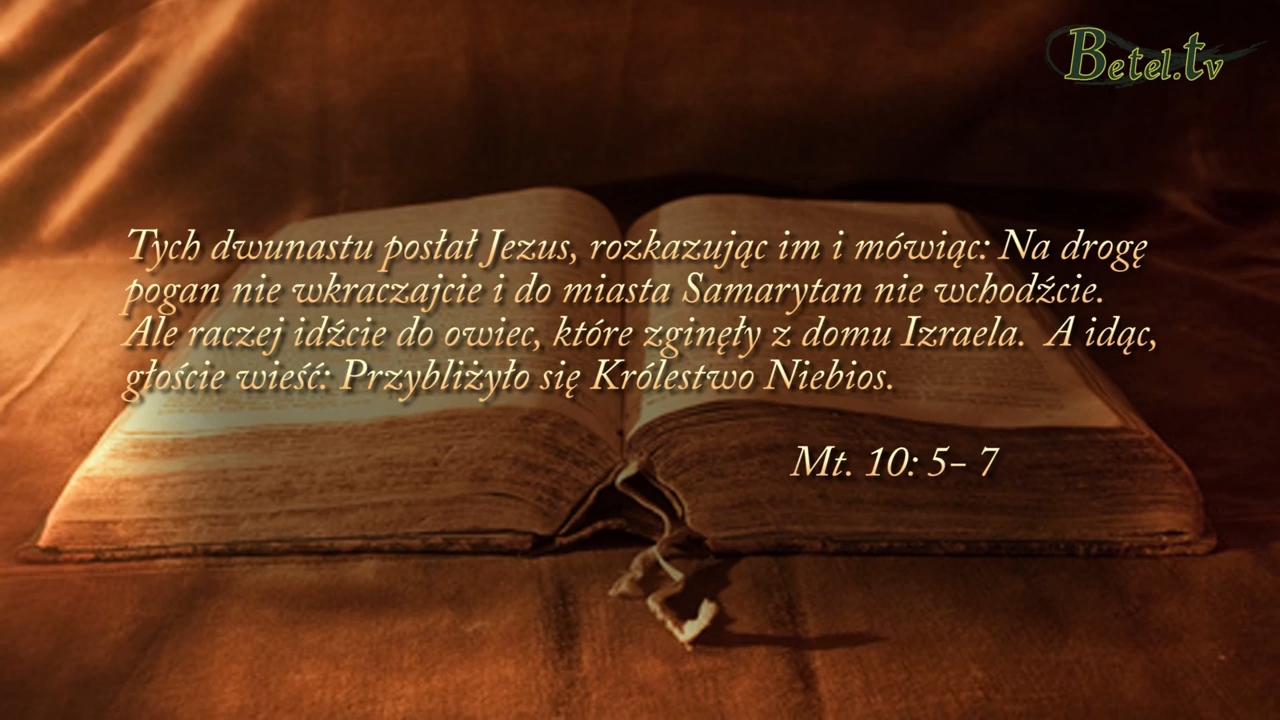 Betel.tv
Tych dwunastu posłał Jezus, rozkazując im i mówiąc: Na drogę
pogan nie wkraczajcie i do miasta Samarytan nie wchodźcie.
Ale raczej idźcie do owiec, które zginęły z domu Izraela. A idąc,
głoście wieść: Przybliżyło się Królestwo Niebios.
Mt. 10: 5- 7